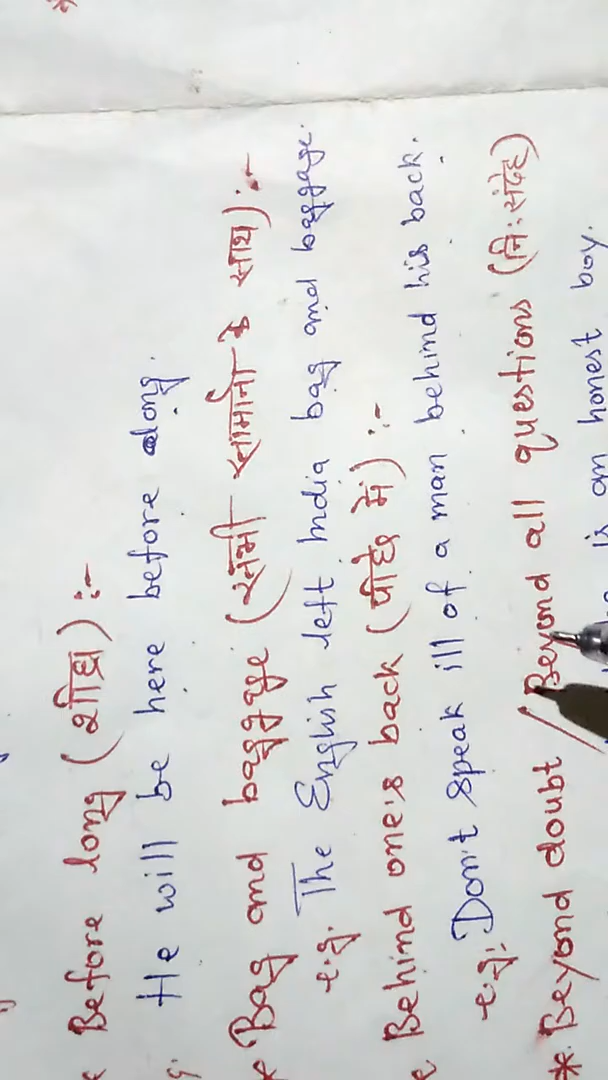 * Before long (शीघ्र) :-
e.g. He will be here before along.
* Bag and baggage (सभी सामानो के साथ) :-
e.g. The English left India bag and baggage.
* Behind one's back (पीछे में) :-
e.g. Don't speak ill of a man behind his back.
* Beyond doubt / Beyond all questions (नि:संदेह)
is an honest boy.